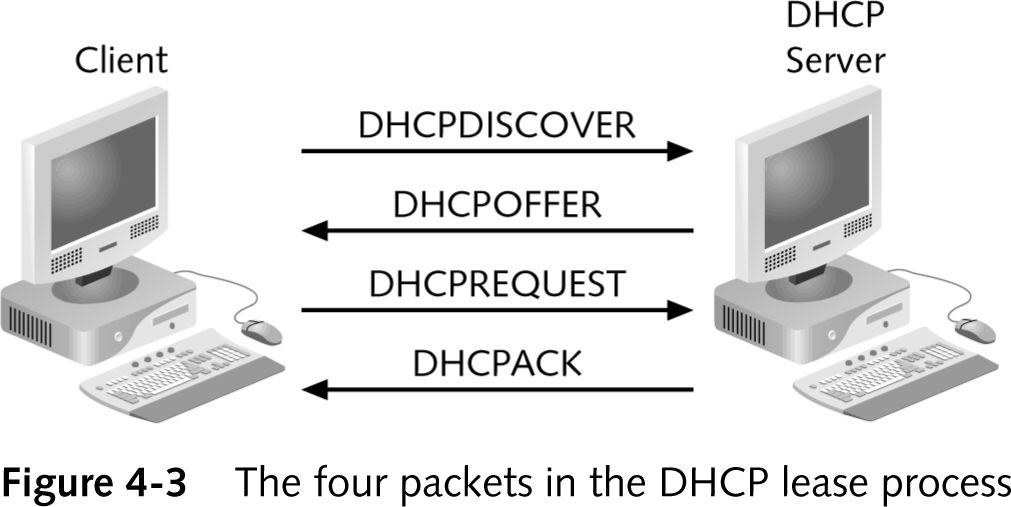 Client
DHCP
Server
DHCPDISCOVER
DHCPOFFER
DHCPREQUEST
DHCPACK
Figure 4-3 The four packets in the DHCP lease process